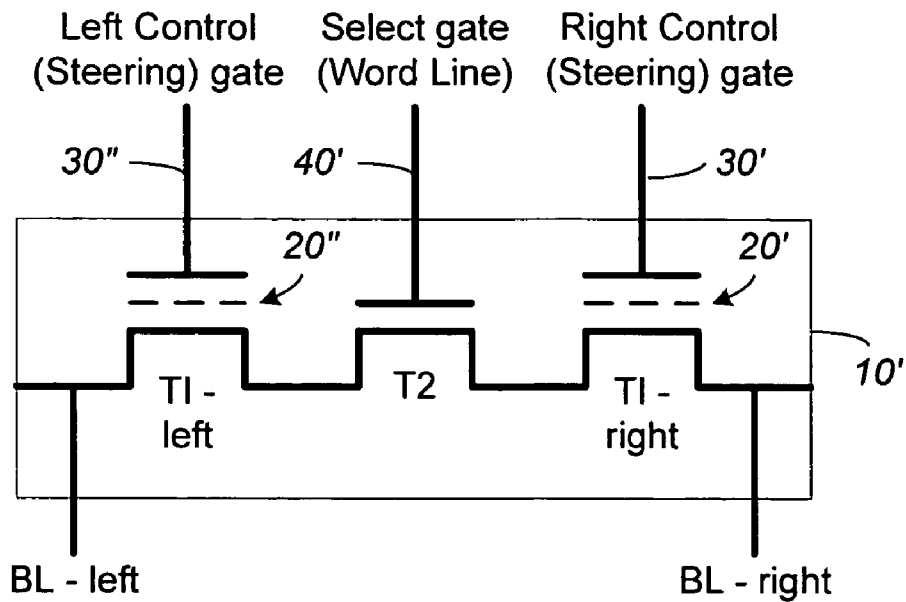 Left Control
(Steering) gate
Select gate
(Word Line)
Right Control
(Steering) gate
30"
40'
30'
20"
20'
10'
TI -
left
T2
TI -
right
BL - left
BL - right